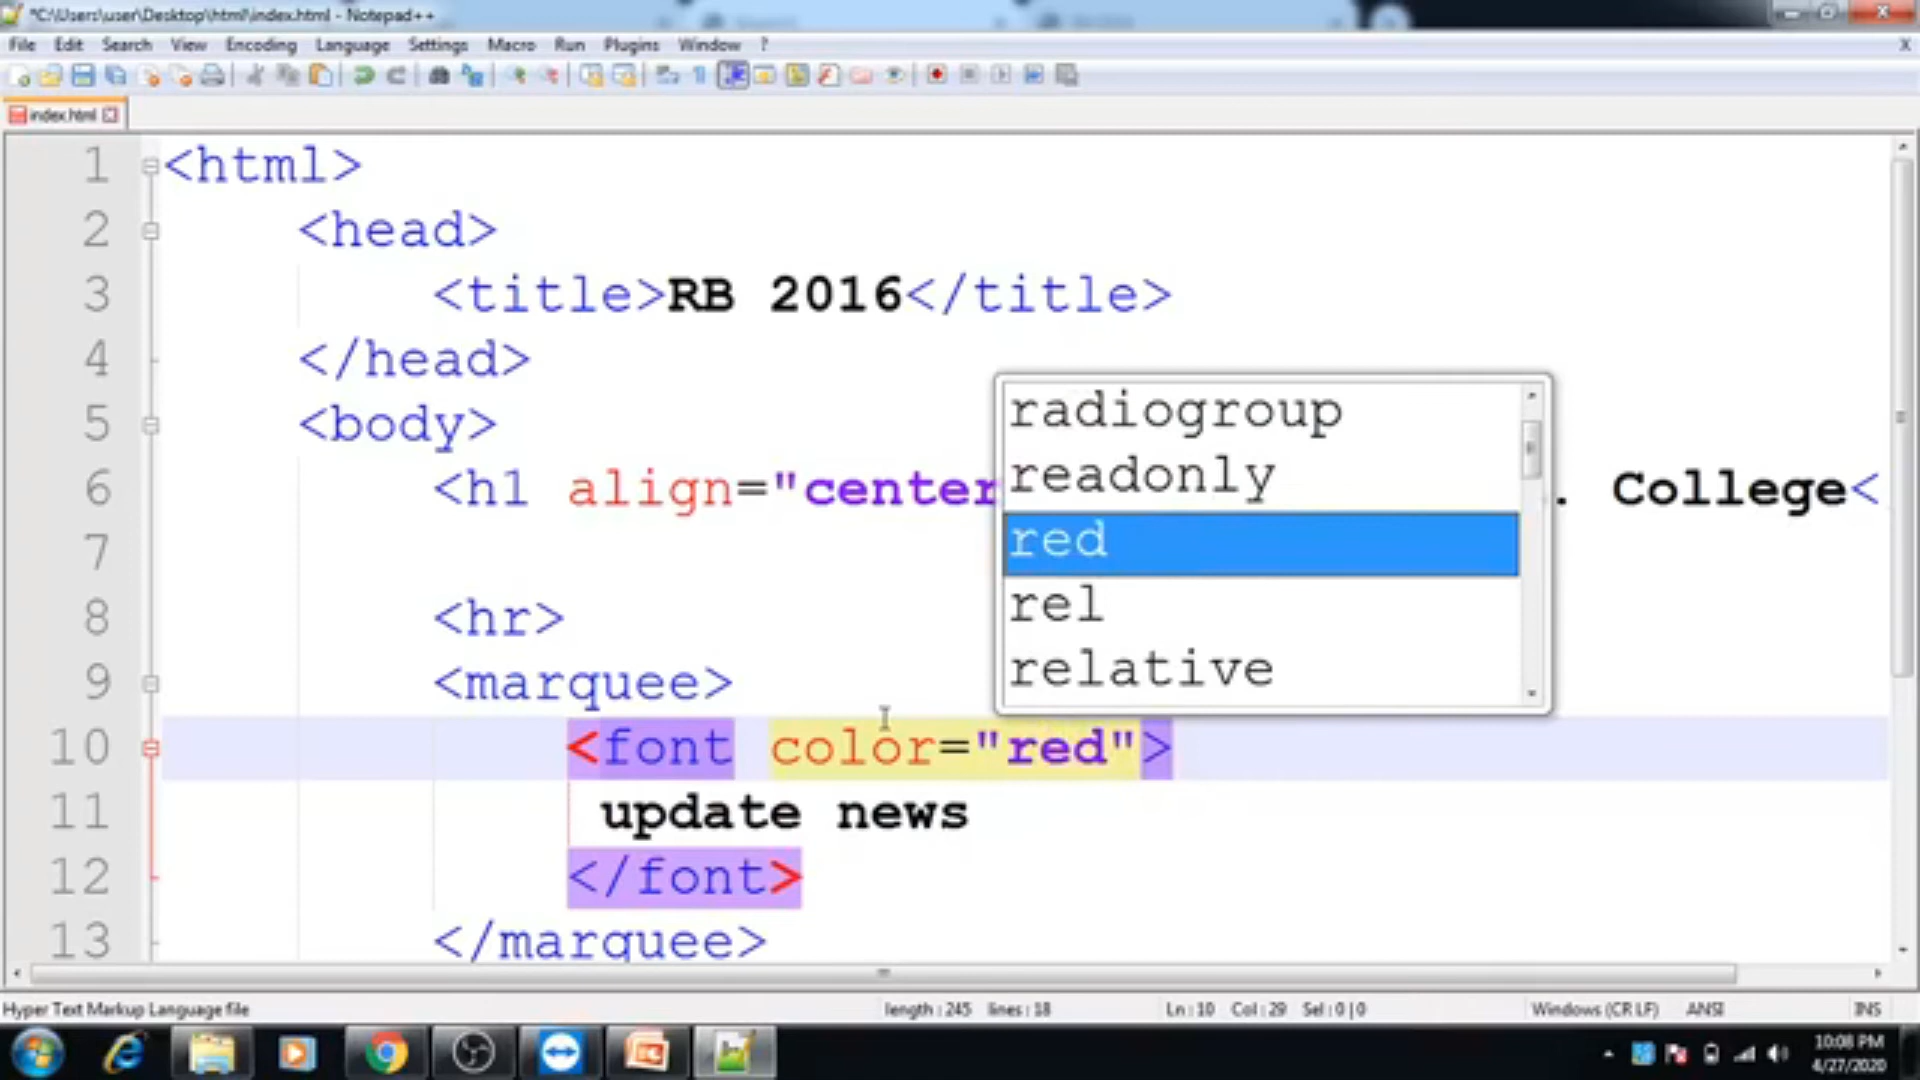 *C:\Users\user\Desktop\html\index.html - Notepad++
File Edit Search View Encoding Language Settings Macro Run Plugins Window ? X
index.html
1 <html>
2 <head>
3 <title>RB 2016</title>
4 </head>
5 <body>
6 <h1 align="center . College<
7
8 <hr>
9 <marquee>
10 <font color="red">
11 update news
12 </font>
13 </marquee>
radiogroup
readonly
red
rel
relative
Hyper Text Markup Language file length : 245 lines : 18 Ln : 10 Col : 29 Sel : 0 | 0 Windows (CR LF) ANSI INS
10:08 PM
4/27/2020